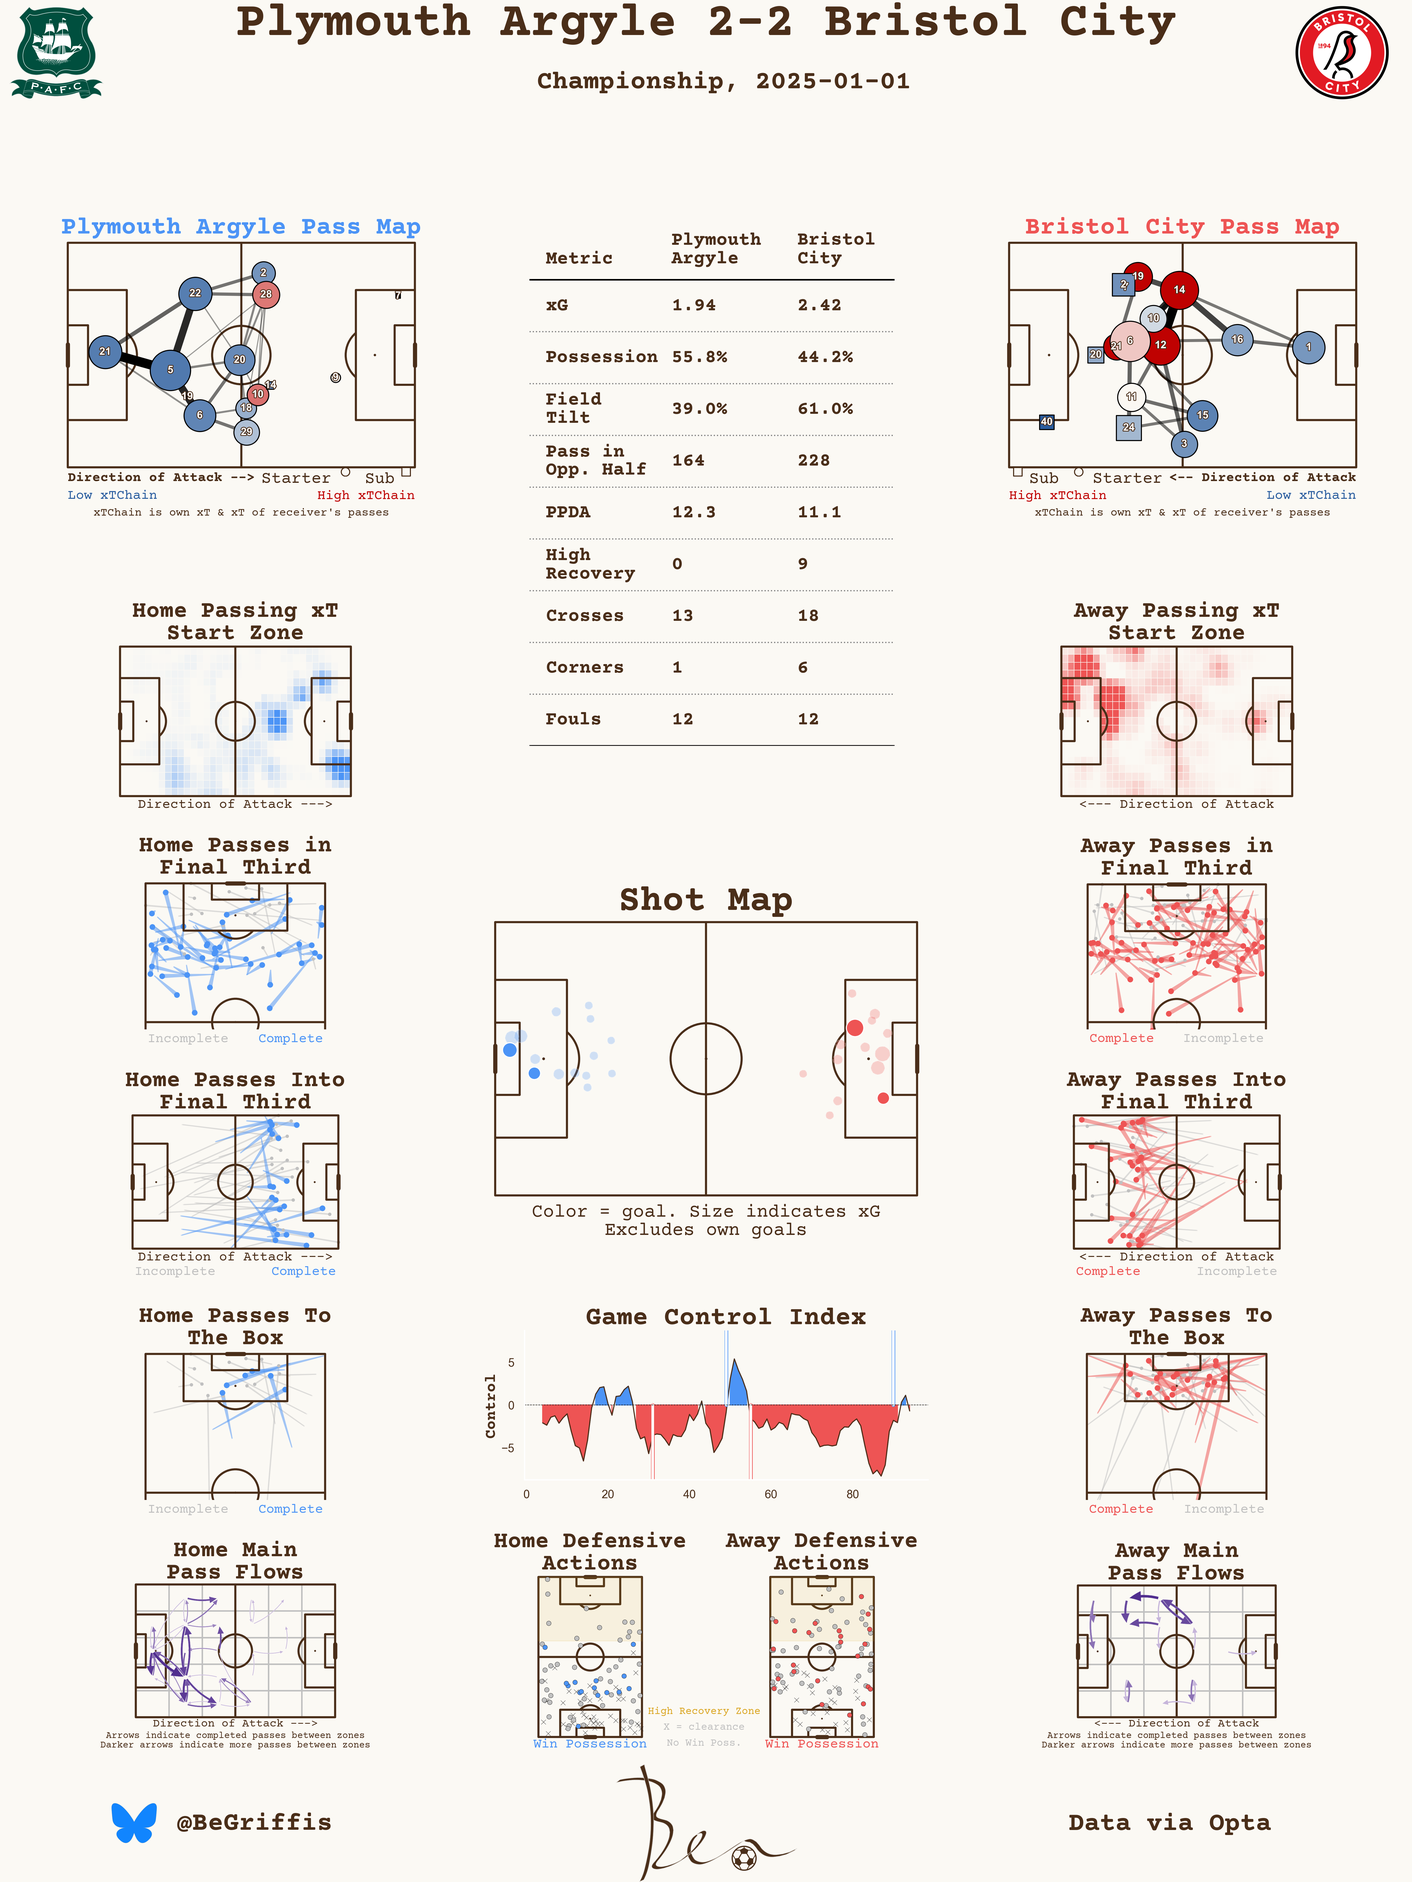 Plymouth Argyle 2-2 Bristol City
Championship, 2025-01-01
P·A·F·C
BRISTOL
1894
CITY
Plymouth Argyle Pass Map
2
22
28
7
21
5
20
9
14
19
10
18
6
29
Direction of Attack --> Starter Sub
Low xTChain High xTChain
xTChain is own xT & xT of receiver's passes
Metric Plymouth Argyle Bristol City
xG 1.94 2.42
Possession 55.8% 44.2%
Field Tilt 39.0% 61.0%
Pass in Opp. Half 164 228
PPDA 12.3 11.1
High Recovery 0 9
Crosses 13 18
Corners 1 6
Fouls 12 12
Bristol City Pass Map
19
2
14
10
6
21
12
16
1
20
11
15
40
24
3
Sub Starter <-- Direction of Attack
High xTChain Low xTChain
xTChain is own xT & xT of receiver's passes
Home Passing xT
Start Zone
Direction of Attack --->
Away Passing xT
Start Zone
<--- Direction of Attack
Home Passes in
Final Third
Incomplete Complete
Away Passes in
Final Third
Complete Incomplete
Shot Map
Color = goal. Size indicates xG
Excludes own goals
Home Passes Into
Final Third
Direction of Attack --->
Incomplete Complete
Away Passes Into
Final Third
<--- Direction of Attack
Complete Incomplete
Home Passes To
The Box
Incomplete Complete
Game Control Index
Control
5
0
−5
0 20 40 60 80
Away Passes To
The Box
Complete Incomplete
Home Main
Pass Flows
Direction of Attack --->
Arrows indicate completed passes between zones
Darker arrows indicate more passes between zones
Home Defensive
Actions
Win Possession
Away Defensive
Actions
Win Possession
High Recovery Zone
X = clearance
No Win Poss.
Away Main
Pass Flows
<--- Direction of Attack
Arrows indicate completed passes between zones
Darker arrows indicate more passes between zones
@BeGriffis
Ben
Data via Opta